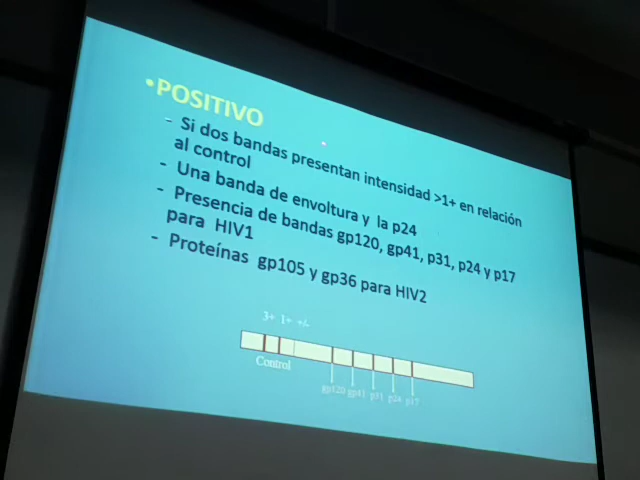 •POSITIVO
- Si dos bandas presentan intensidad >1+ en relación
al control
- Una banda de envoltura y la p24
- Presencia de bandas gp120, gp41, p31, p24 y p17
para HIV1
- Proteínas gp105 y gp36 para HIV2
3+ 1+ +/-
Control
gp120 gp41 p31 p24 p17